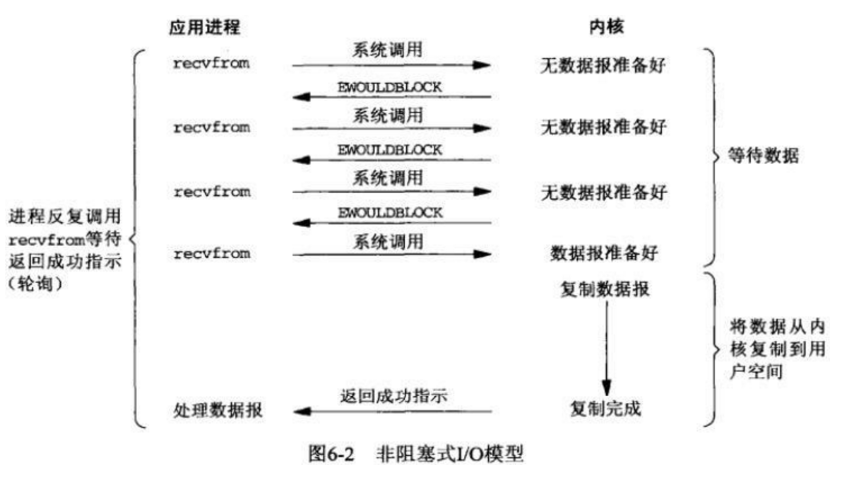 应用进程
内核
recvfrom
系统调用
无数据报准备好
EWOULDBLOCK
recvfrom
系统调用
无数据报准备好
EWOULDBLOCK
recvfrom
系统调用
无数据报准备好
EWOULDBLOCK
recvfrom
系统调用
数据报准备好
等待数据
进程反复调用
recvfrom等待
返回成功指示
（轮询）
复制数据报
将数据从内
核复制到用
户空间
处理数据报
返回成功指示
复制完成
图6-2 非阻塞式I/O模型